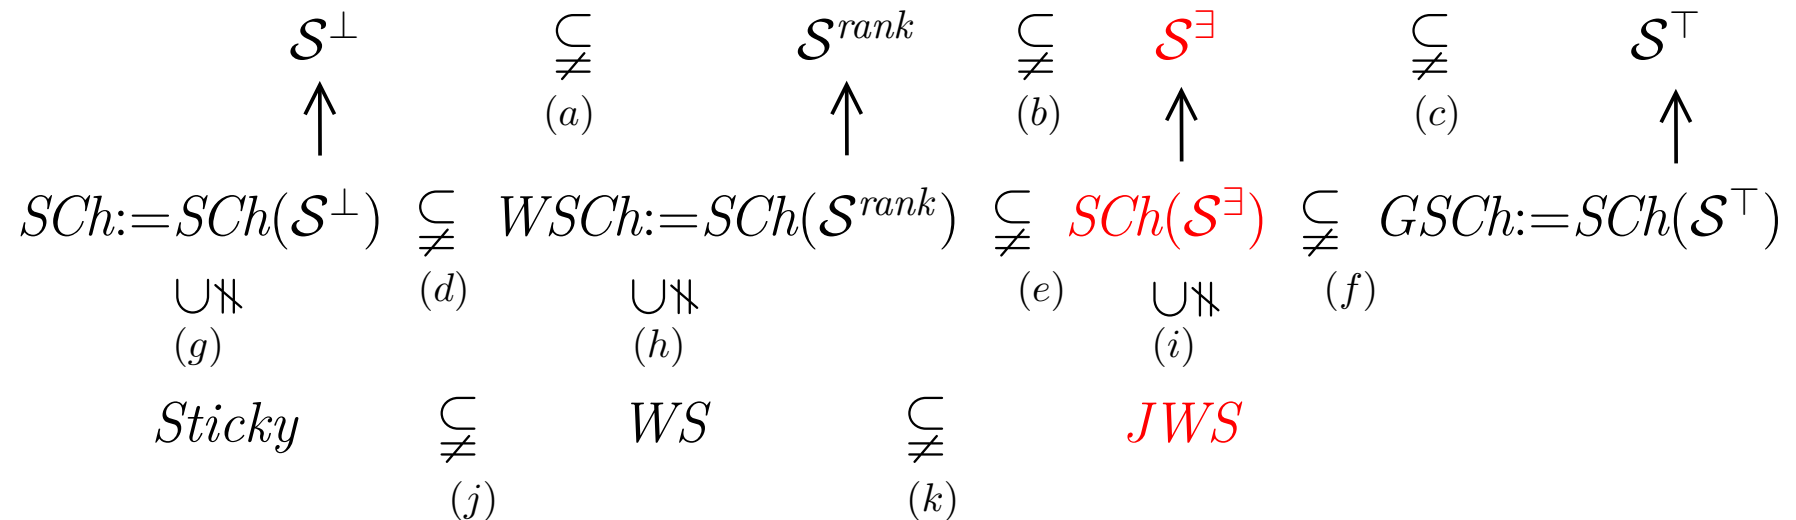 𝒮^⊥ ⊊ 𝒮^rank ⊊ 𝒮^∃ ⊊ 𝒮^⊤
(a) (b) (c)
↑ ↑ ↑ ↑
SCh:=SCh(𝒮^⊥) ⊊ WSCh:=SCh(𝒮^rank) ⊊ SCh(𝒮^∃) ⊊ GSCh:=SCh(𝒮^⊤)
(d) (e) (f)
∪∦ ∪∦ ∪∦
(g) (h) (i)
Sticky ⊊ WS ⊊ JWS
(j) (k)